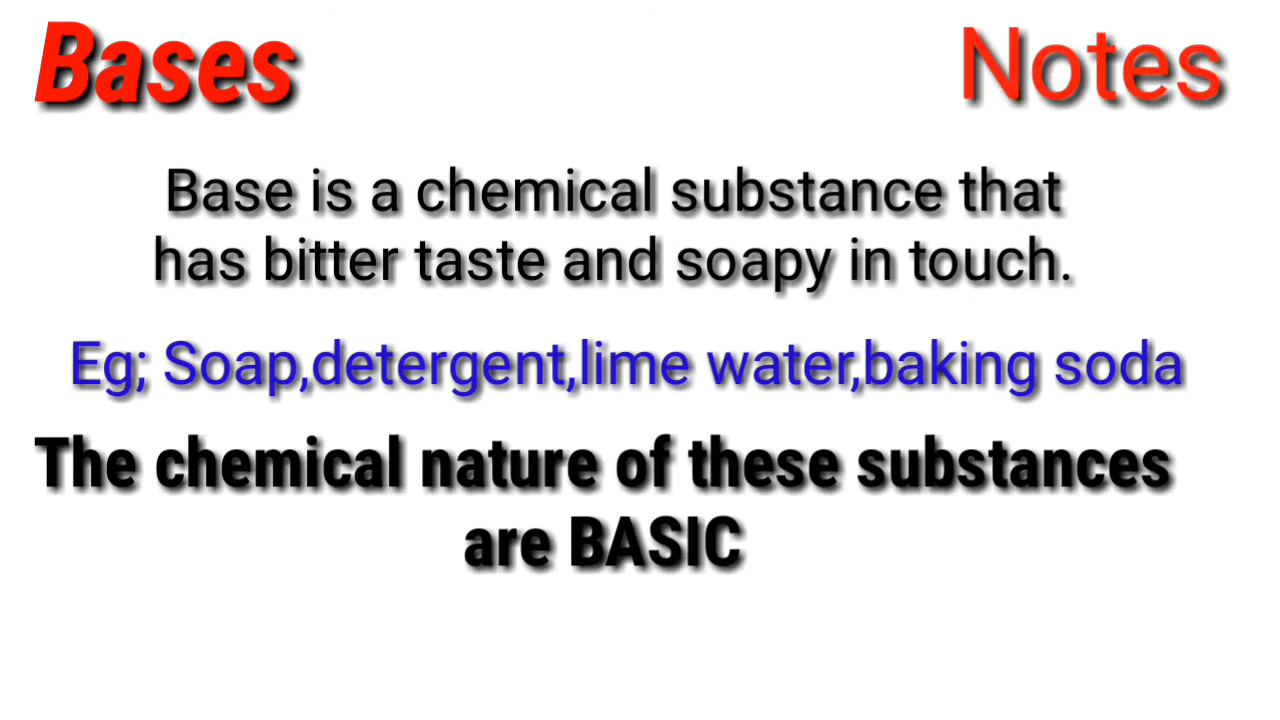 Bases
Notes
Base is a chemical substance that
has bitter taste and soapy in touch.
Eg; Soap,detergent,lime water,baking soda
The chemical nature of these substances
are BASIC